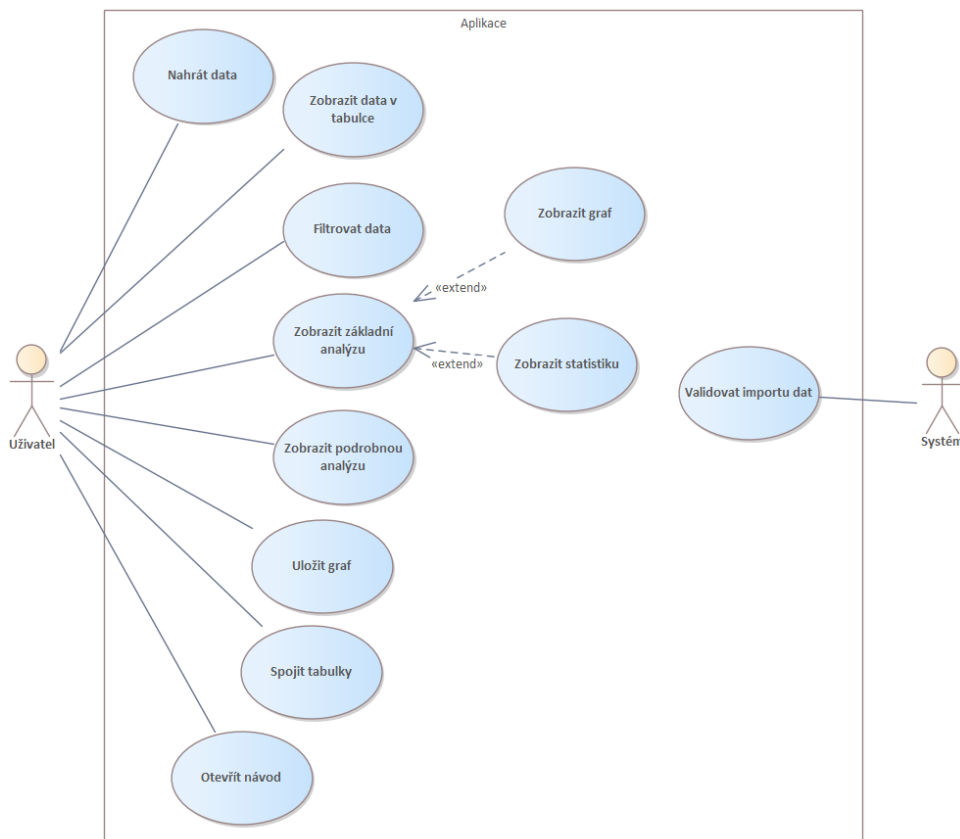 Aplikace
Nahrát data
Zobrazit data v
tabulce
Filtrovat data
Zobrazit graf
«extend»
Zobrazit základní
analýzu
«extend»
Zobrazit statistiku
Validovat importu dat
Uživatel
Systém
Zobrazit podrobnou
analýzu
Uložit graf
Spojit tabulky
Otevřít návod